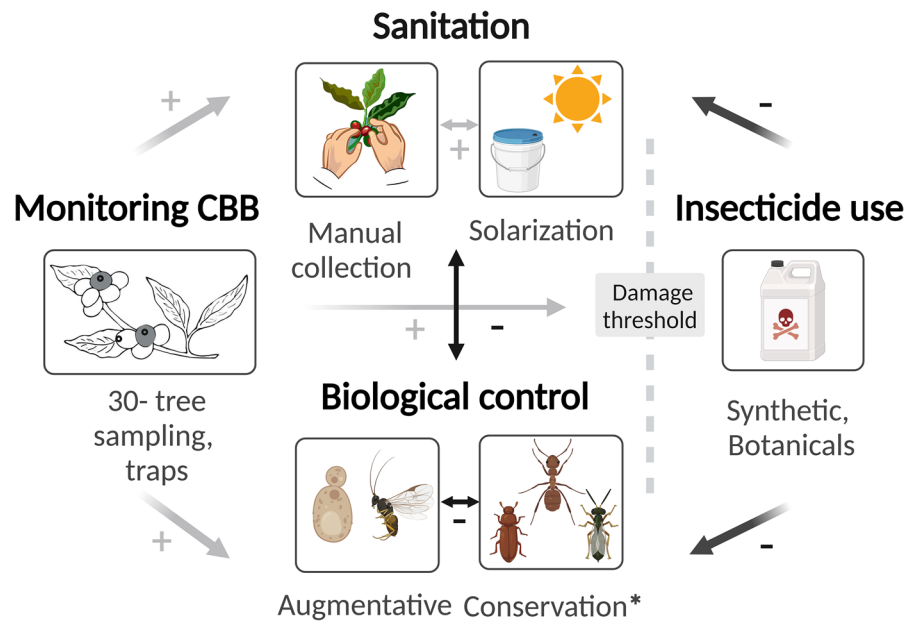 Sanitation
+
-
+
Monitoring CBB
Insecticide use
Manual
collection
Solarization
Damage
threshold
+
-
30- tree
sampling,
traps
Biological control
Synthetic,
Botanicals
-
+
-
Augmentative
Conservation*